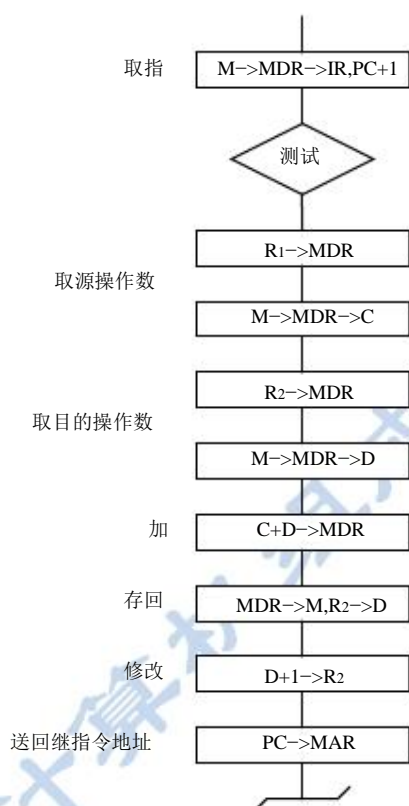 取指 M->MDR->IR,PC+1
测试
R1->MDR
取源操作数
M->MDR->C
R2->MDR
取目的操作数
M->MDR->D
加 C+D->MDR
存回 MDR->M,R2->D
修改 D+1->R2
送回继指令地址 PC->MAR